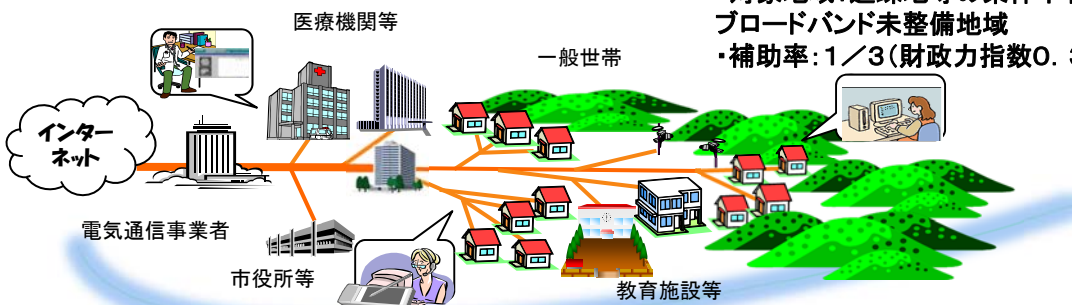 医療機関等
ブロードバンド未整備地域
・補助率:1/3(財政力指数0.
一般世帯
インター
ネット
電気通信事業者
市役所等
教育施設等